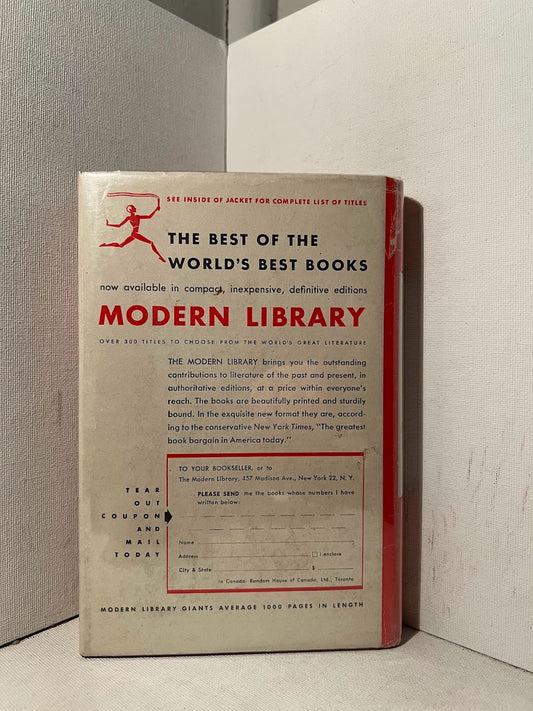 SEE INSIDE OF JACKET FOR COMPLETE LIST OF TITLES
THE BEST OF THE
WORLD'S BEST BOOKS
now available in compact, inexpensive, definitive editions
MODERN LIBRARY
OVER 300 TITLES TO CHOOSE FROM THE WORLD'S GREAT LITERATURE
THE MODERN LIBRARY brings you the outstanding
contributions to literature of the past and present, in
authoritative editions, at a price within everyone's
reach. The books are beautifully printed and sturdily
bound. In the exquisite new format they are, accord-
ing to the conservative New York Times, "The greatest
book bargain in America today."
TEAR
OUT
COUPON
AND
MAIL
TODAY
TO YOUR BOOKSELLER, or to
The Modern Library, 457 Madison Ave., New York 22, N. Y.
PLEASE SEND me the books whose numbers I have
written below:
Name
Address I enclose
City & State $
In Canada: Random House of Canada, Ltd., Toronto
MODERN LIBRARY GIANTS AVERAGE 1000 PAGES IN LENGTH